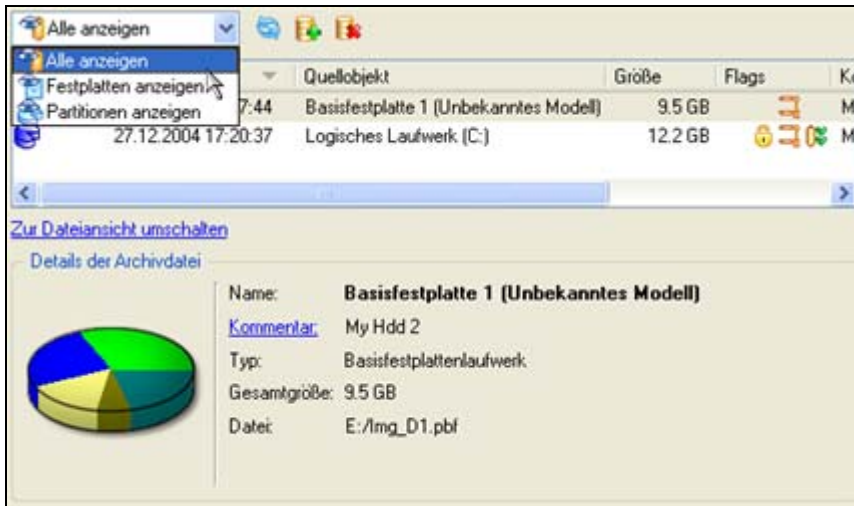 Alle anzeigen
Alle anzeigen
Festplatten anzeigen
Partitionen anzeigen
Quellobjekt Größe Flags
7:44 Basisfestplatte 1 (Unbekanntes Modell) 9.5 GB M
27.12.2004 17:20:37 Logisches Laufwerk (C:) 12.2 GB M
Zur Dateiansicht umschalten
Details der Archivdatei
Name: Basisfestplatte 1 (Unbekanntes Modell)
Kommentar: My Hdd 2
Typ: Basisfestplattenlaufwerk
Gesamtgröße: 9.5 GB
Datei: E:/Img_D1.pbf